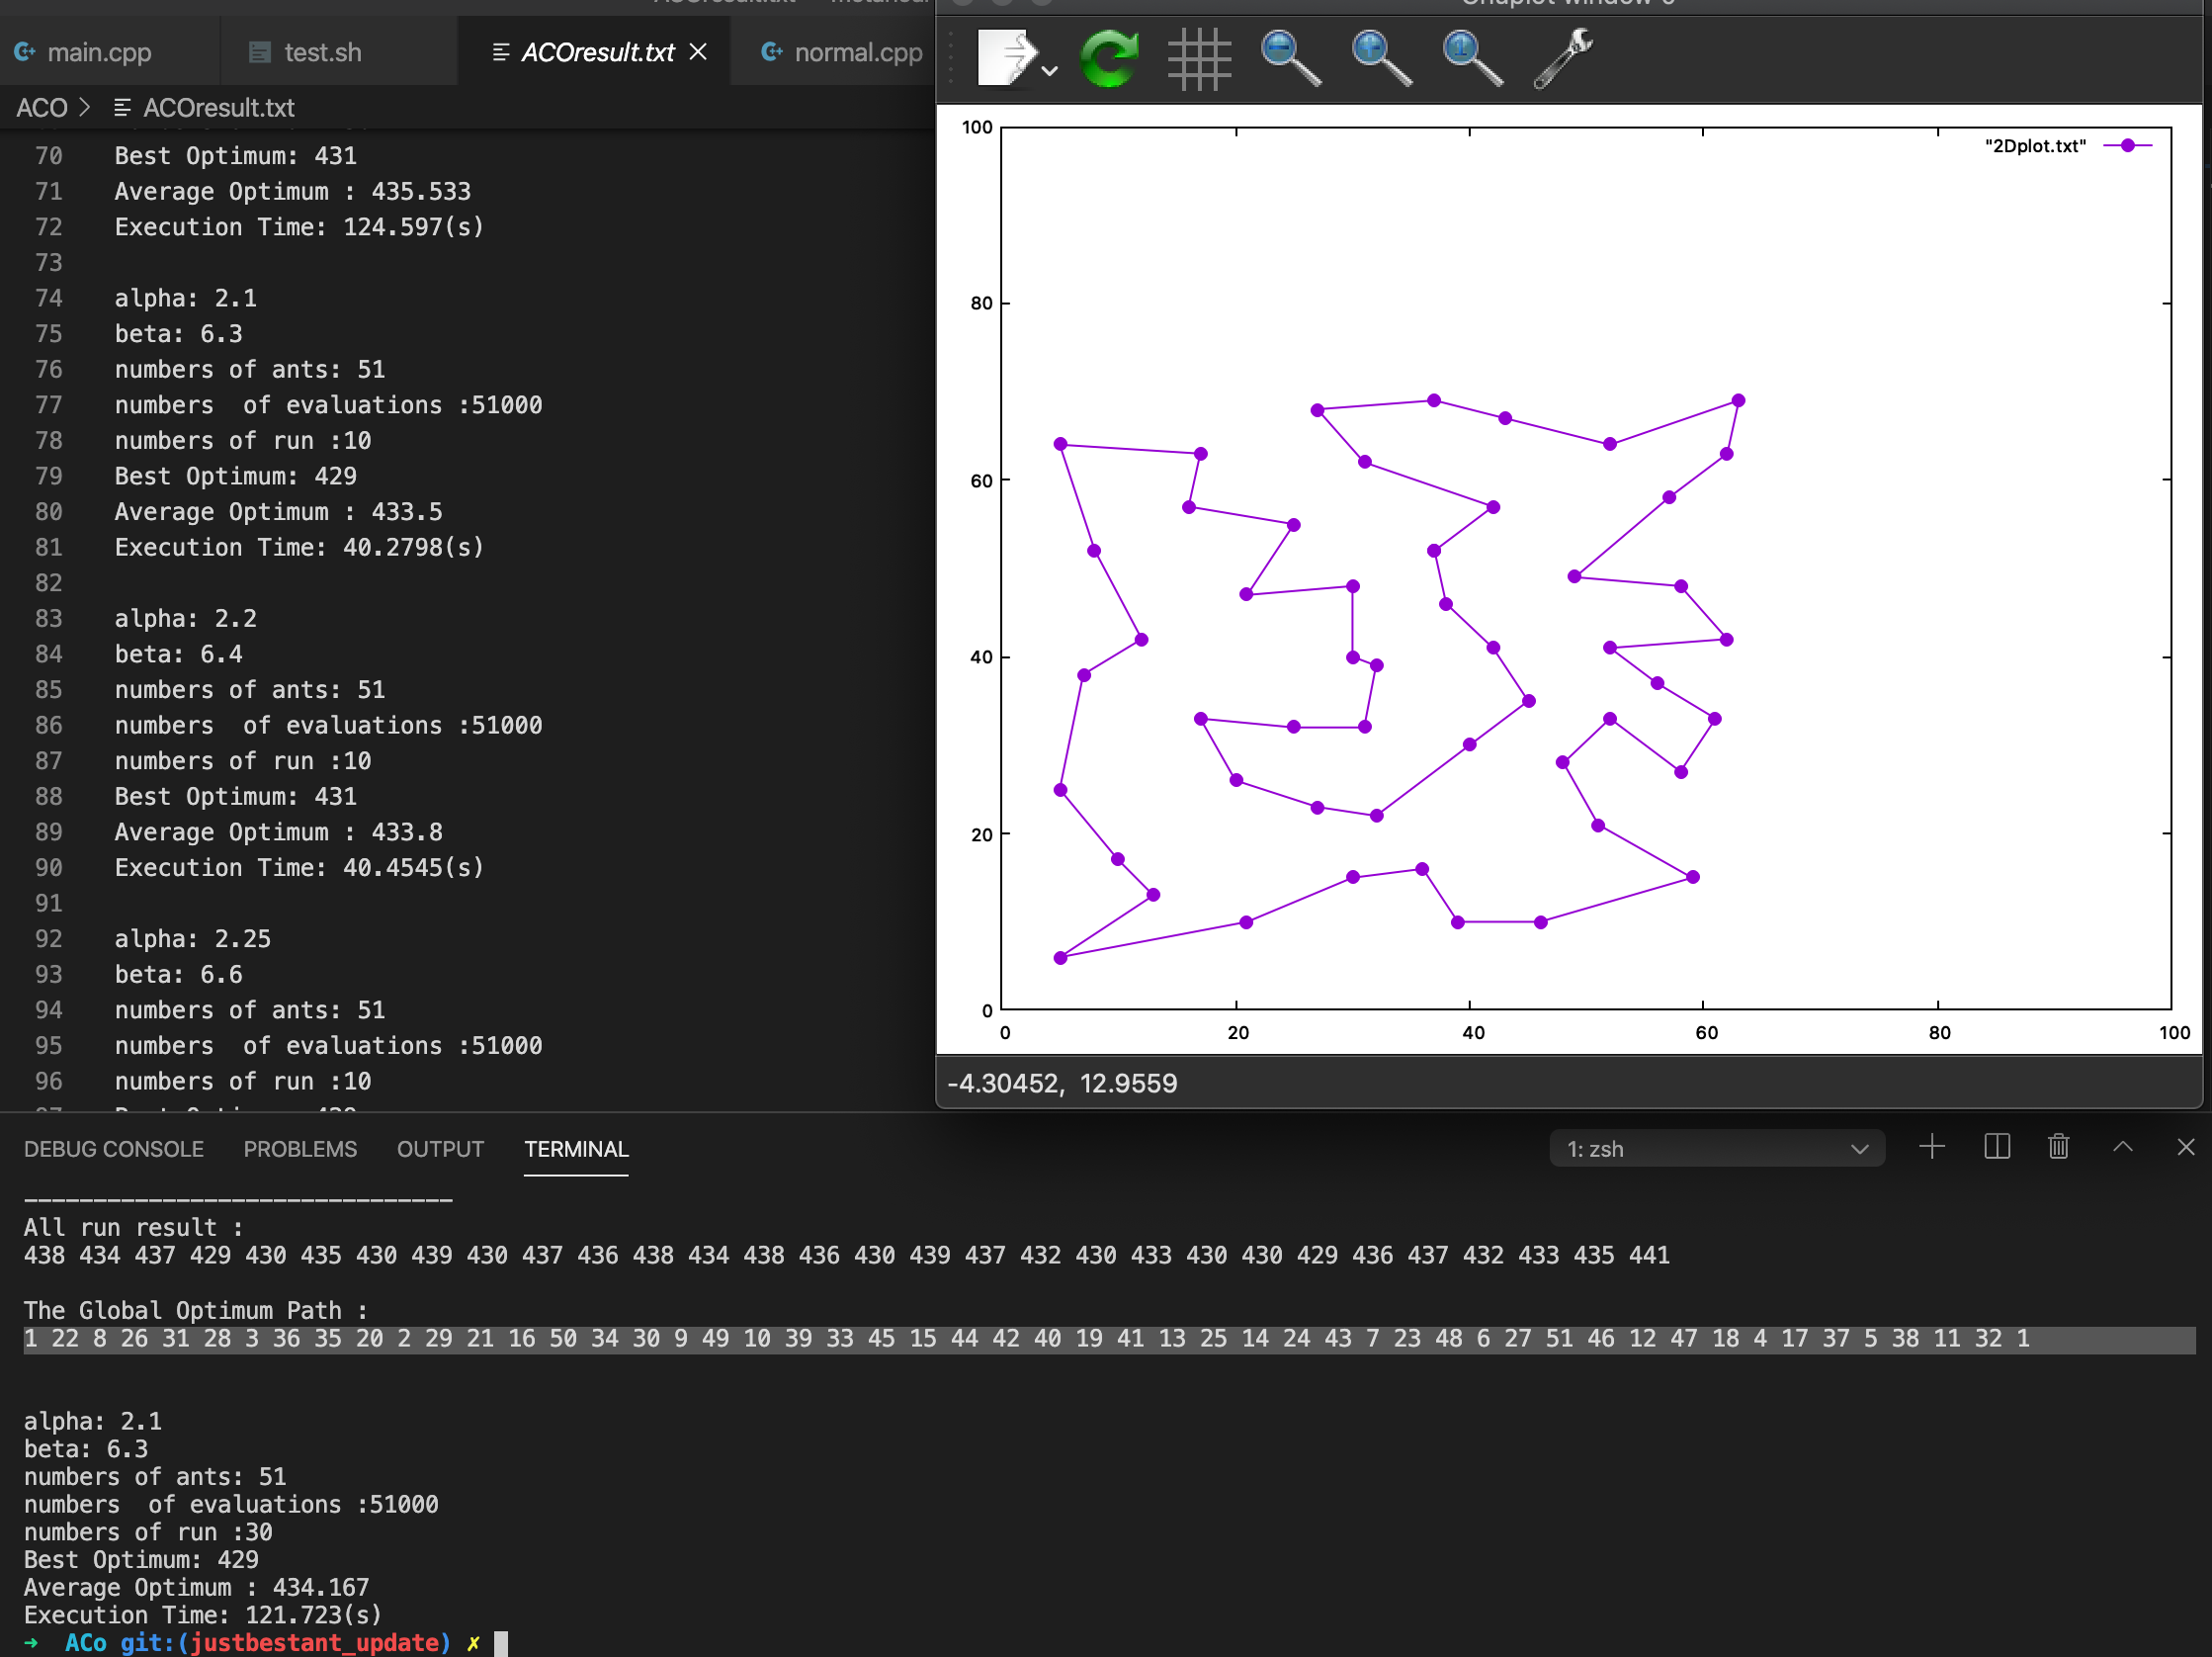 main.cpp
test.sh
ACOresult.txt
normal.cpp
ACO
ACOresult.txt
70 Best Optimum: 431
71 Average Optimum : 435.533
72 Execution Time: 124.597(s)
73
74 alpha: 2.1
75 beta: 6.3
76 numbers of ants: 51
77 numbers  of evaluations :51000
78 numbers of run :10
79 Best Optimum: 429
80 Average Optimum : 433.5
81 Execution Time: 40.2798(s)
82
83 alpha: 2.2
84 beta: 6.4
85 numbers of ants: 51
86 numbers  of evaluations :51000
87 numbers of run :10
88 Best Optimum: 431
89 Average Optimum : 433.8
90 Execution Time: 40.4545(s)
91
92 alpha: 2.25
93 beta: 6.6
94 numbers of ants: 51
95 numbers  of evaluations :51000
96 numbers of run :10
"2Dplot.txt"
100
80
60
40
20
0
0 20 40 60 80 100
-4.30452, 12.9559
DEBUG CONSOLE PROBLEMS OUTPUT TERMINAL
1: zsh
-------------------------------
All run result :
438 434 437 429 430 435 430 439 430 437 436 438 434 438 436 430 439 437 432 430 433 430 430 429 436 437 432 433 435 441
The Global Optimum Path :
1 22 8 26 31 28 3 36 35 20 2 29 21 16 50 34 30 9 49 10 39 33 45 15 44 42 40 19 41 13 25 14 24 43 7 23 48 6 27 51 46 12 47 18 4 17 37 5 38 11 32 1
alpha: 2.1
beta: 6.3
numbers of ants: 51
numbers  of evaluations :51000
numbers of run :30
Best Optimum: 429
Average Optimum : 434.167
Execution Time: 121.723(s)
➜ ACo git:(justbestant_update) ✗